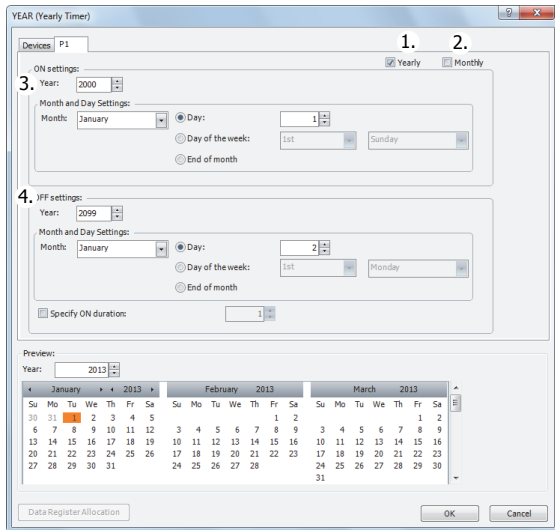 YEAR (Yearly Timer)
Devices P1
1. 2.
Yearly Monthly
ON settings:
3. Year: 2000
Month and Day Settings:
Month: January Day: 1
Day of the week: 1st Sunday
End of month
4. OFF settings:
Year: 2099
Month and Day Settings:
Month: January Day: 2
Day of the week: 1st Monday
End of month
Specify ON duration: 1
Preview:
Year: 2013
January 2013 February 2013 March 2013
Su Mo Tu We Th Fr Sa Su Mo Tu We Th Fr Sa Su Mo Tu We Th Fr Sa
30 31 1 2 3 4 5 1 2 1 2
6 7 8 9 10 11 12 3 4 5 6 7 8 9 3 4 5 6 7 8 9
13 14 15 16 17 18 19 10 11 12 13 14 15 16 10 11 12 13 14 15 16
20 21 22 23 24 25 26 17 18 19 20 21 22 23 17 18 19 20 21 22 23
27 28 29 30 31 24 25 26 27 28 24 25 26 27 28 29 30
31
Data Register Allocation OK Cancel